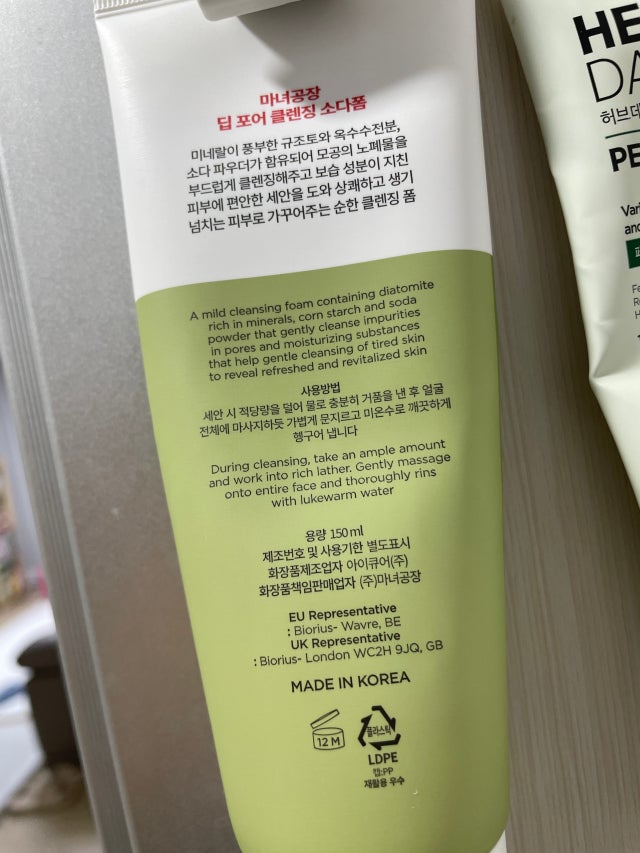 마녀공장
딥 포어 클렌징 소다폼
미네랄이 풍부한 규조토와 옥수수전분,
소다 파우더가 함유되어 모공의 노폐물을
부드럽게 클렌징해주고 보습 성분이 지친
피부에 편안한 세안을 도와 상쾌하고 생기
넘치는 피부로 가꾸어주는 순한 클렌징 폼
A mild cleansing foam containing diatomite
rich in minerals, corn starch and soda
powder that gently cleanse impurities
in pores and moisturizing substances
that help gentle cleansing of tired skin
to reveal refreshed and revitalized skin
사용방법
세안 시 적당량을 덜어 물로 충분히 거품을 낸 후 얼굴
전체에 마사지하듯 가볍게 문지르고 미온수로 깨끗하게
헹구어 냅니다
During cleansing, take an ample amount
and work into rich lather. Gently massage
onto entire face and thoroughly rins
with lukewarm water
용량 150ml
제조번호 및 사용기한 별도표시
화장품제조업자 아이큐어(주)
화장품책임판매업자 (주)마녀공장
EU Representative
: Biorius- Wavre, BE
UK Representative
: Biorius- London WC2H 9JQ, GB
MADE IN KOREA
12 M
플라스틱
LDPE
캡:PP
재활용 우수
HE
DA
허브데
PE
Vari
and